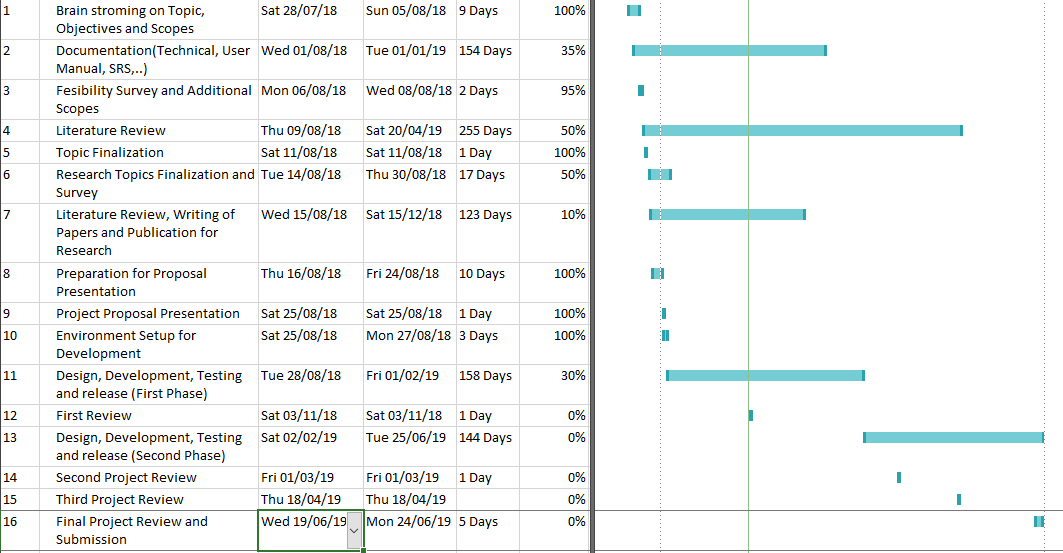 1 Brain stroming on Topic, Sat 28/07/18 Sun 05/08/18 9 Days 100%
Objectives and Scopes
2 Documentation(Technical, User Wed 01/08/18 Tue 01/01/19 154 Days 35%
Manual, SRS,..)
3 Fesibility Survey and Additional Mon 06/08/18 Wed 08/08/18 2 Days 95%
Scopes
4 Literature Review Thu 09/08/18 Sat 20/04/19 255 Days 50%
5 Topic Finalization Sat 11/08/18 Sat 11/08/18 1 Day 100%
6 Research Topics Finalization and Tue 14/08/18 Thu 30/08/18 17 Days 50%
Survey
7 Literature Review, Writing of Wed 15/08/18 Sat 15/12/18 123 Days 10%
Papers and Publication for
Research
8 Preparation for Proposal Thu 16/08/18 Fri 24/08/18 10 Days 100%
Presentation
9 Project Proposal Presentation Sat 25/08/18 Sat 25/08/18 1 Day 100%
10 Environment Setup for Sat 25/08/18 Mon 27/08/18 3 Days 100%
Development
11 Design, Development, Testing Tue 28/08/18 Fri 01/02/19 158 Days 30%
and release (First Phase)
12 First Review Sat 03/11/18 Sat 03/11/18 1 Day 0%
13 Design, Development, Testing Sat 02/02/19 Tue 25/06/19 144 Days 0%
and release (Second Phase)
14 Second Project Review Fri 01/03/19 Fri 01/03/19 1 Day 0%
15 Third Project Review Thu 18/04/19 Thu 18/04/19 0%
16 Final Project Review and Wed 19/06/19 Mon 24/06/19 5 Days 0%
Submission